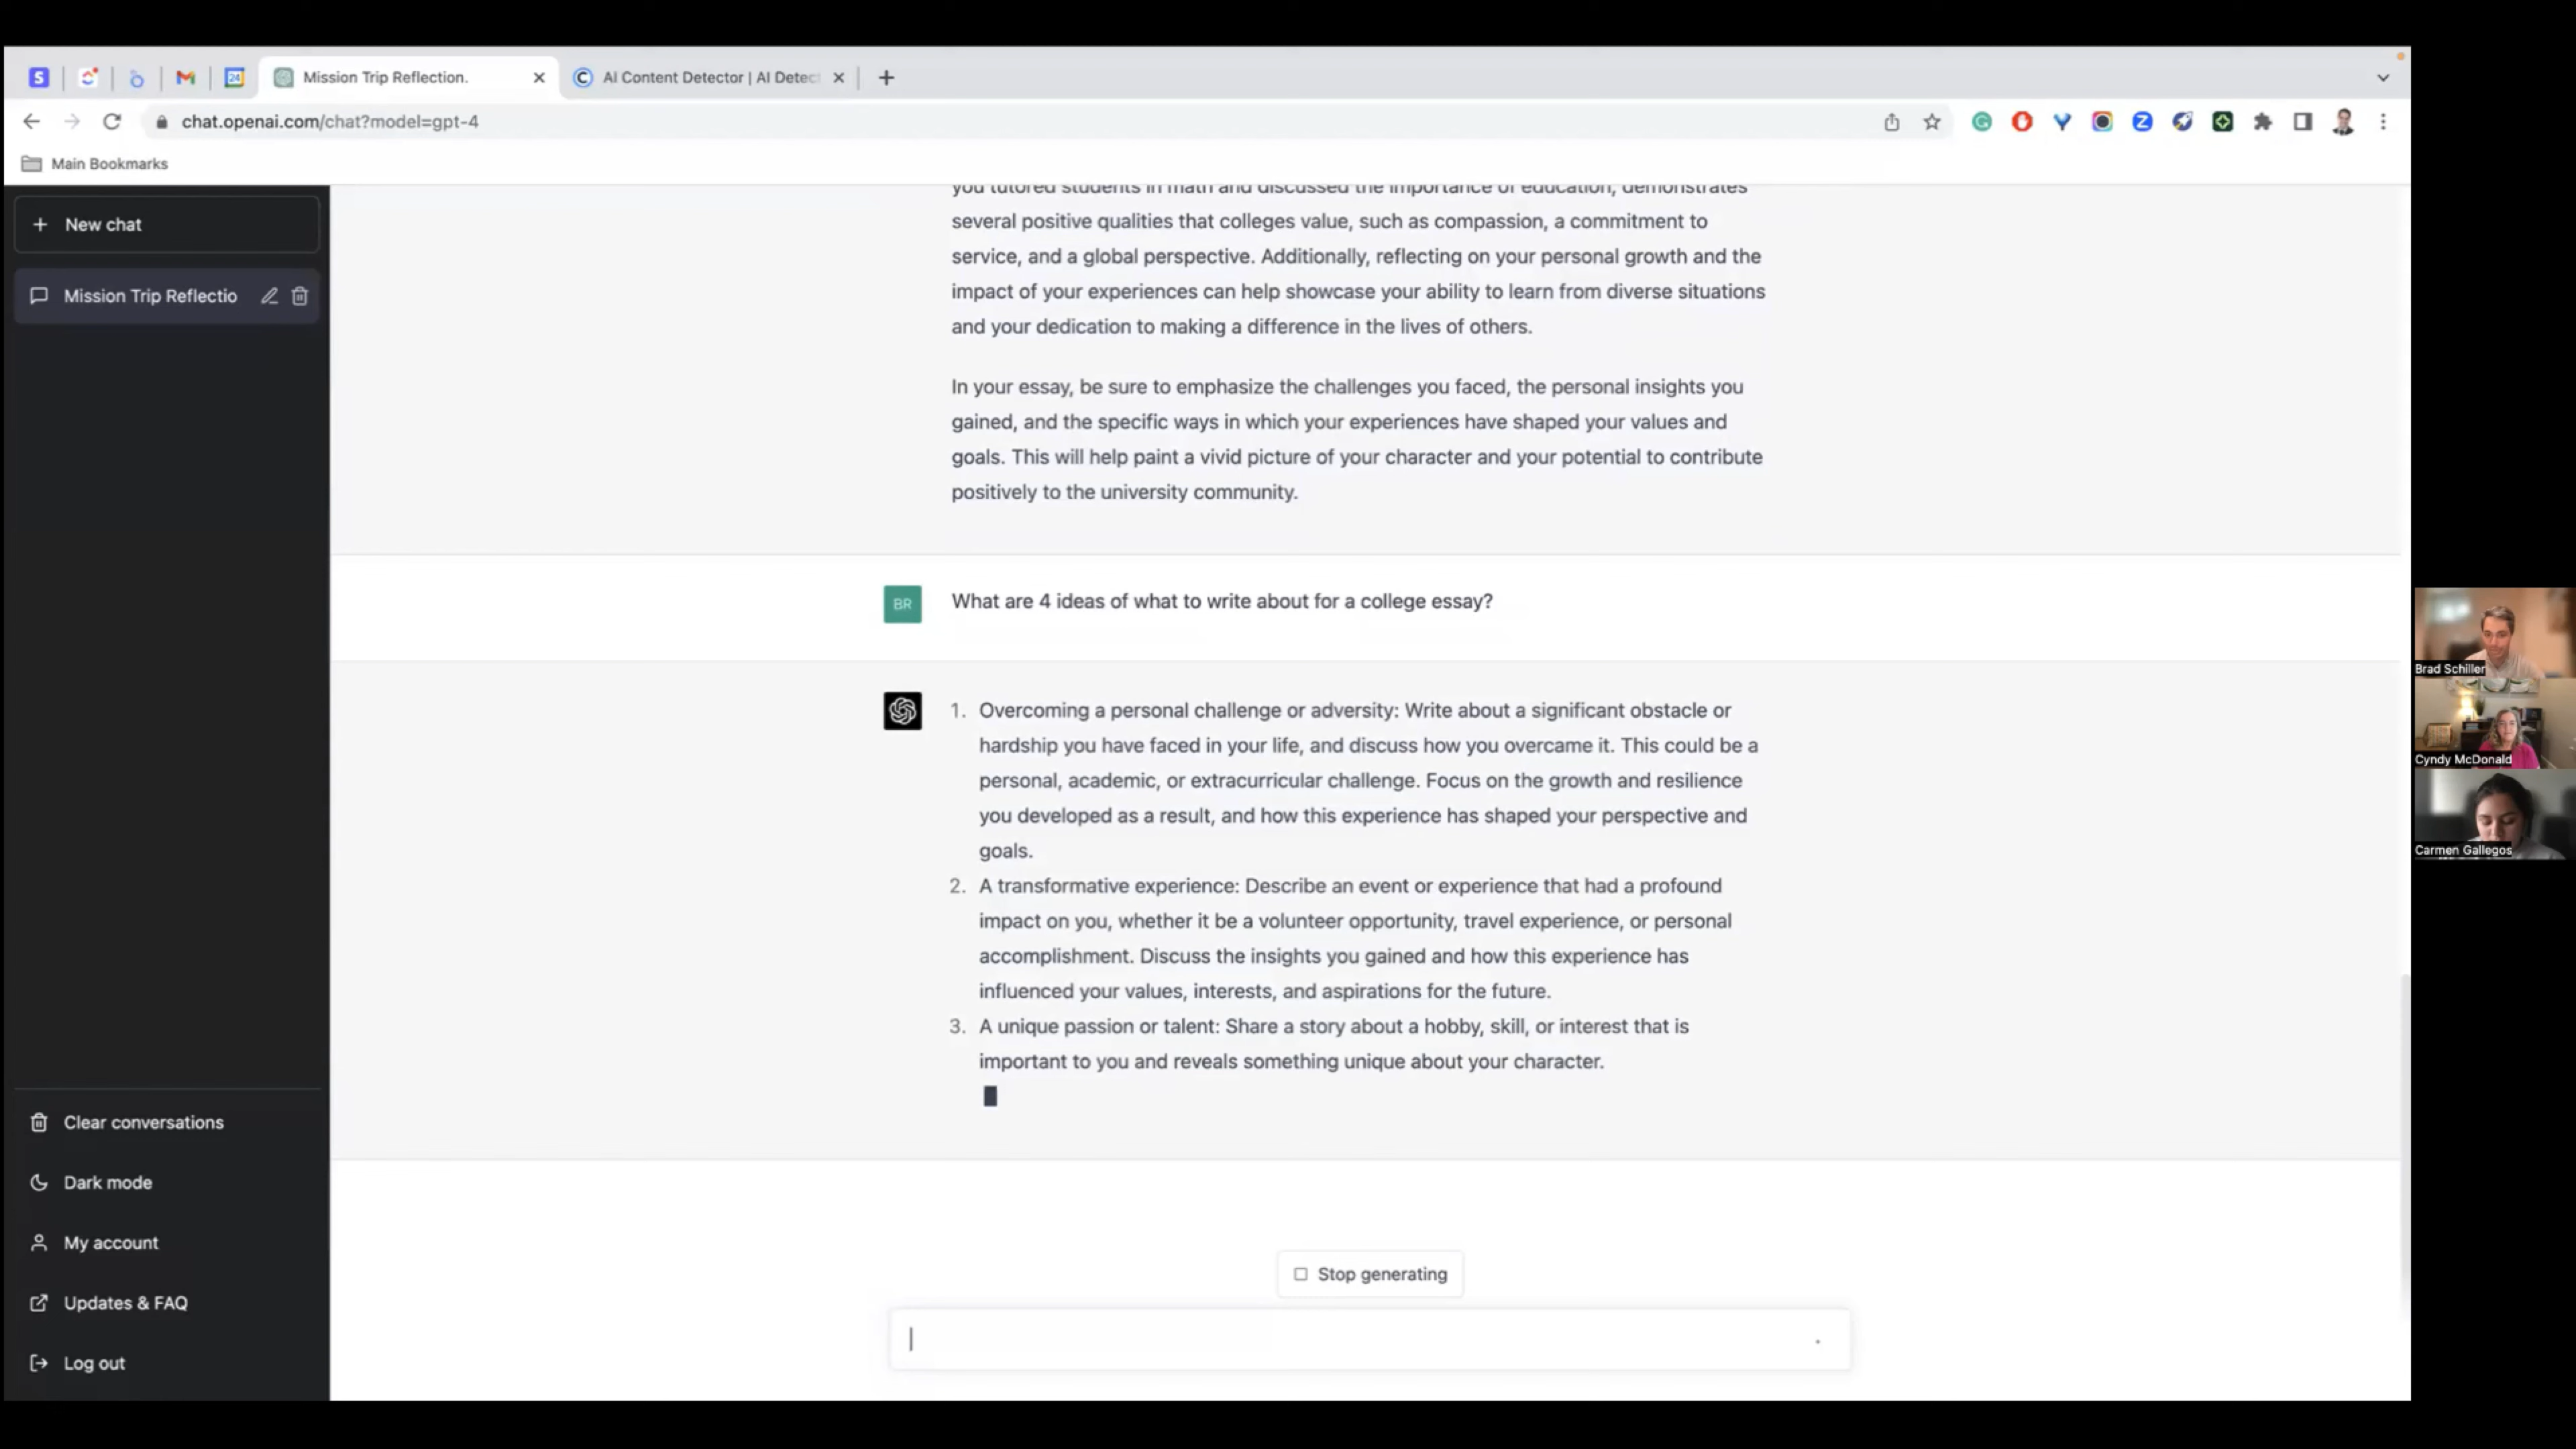 S
24
Mission Trip Reflection.
AI Content Detector | AI Detect
chat.openai.com/chat?model=gpt-4
Main Bookmarks
New chat
Mission Trip Reflectio
you tutored students in math and discussed the importance of education, demonstrates
several positive qualities that colleges value, such as compassion, a commitment to
service, and a global perspective. Additionally, reflecting on your personal growth and the
impact of your experiences can help showcase your ability to learn from diverse situations
and your dedication to making a difference in the lives of others.
In your essay, be sure to emphasize the challenges you faced, the personal insights you
gained, and the specific ways in which your experiences have shaped your values and
goals. This will help paint a vivid picture of your character and your potential to contribute
positively to the university community.
BR
What are 4 ideas of what to write about for a college essay?
1. Overcoming a personal challenge or adversity: Write about a significant obstacle or
hardship you have faced in your life, and discuss how you overcame it. This could be a
personal, academic, or extracurricular challenge. Focus on the growth and resilience
you developed as a result, and how this experience has shaped your perspective and
goals.
2. A transformative experience: Describe an event or experience that had a profound
impact on you, whether it be a volunteer opportunity, travel experience, or personal
accomplishment. Discuss the insights you gained and how this experience has
influenced your values, interests, and aspirations for the future.
3. A unique passion or talent: Share a story about a hobby, skill, or interest that is
important to you and reveals something unique about your character.
Clear conversations
Dark mode
My account
Updates & FAQ
Log out
Stop generating
Brad Schiller
Cyndy McDonald
Carmen Gallegos